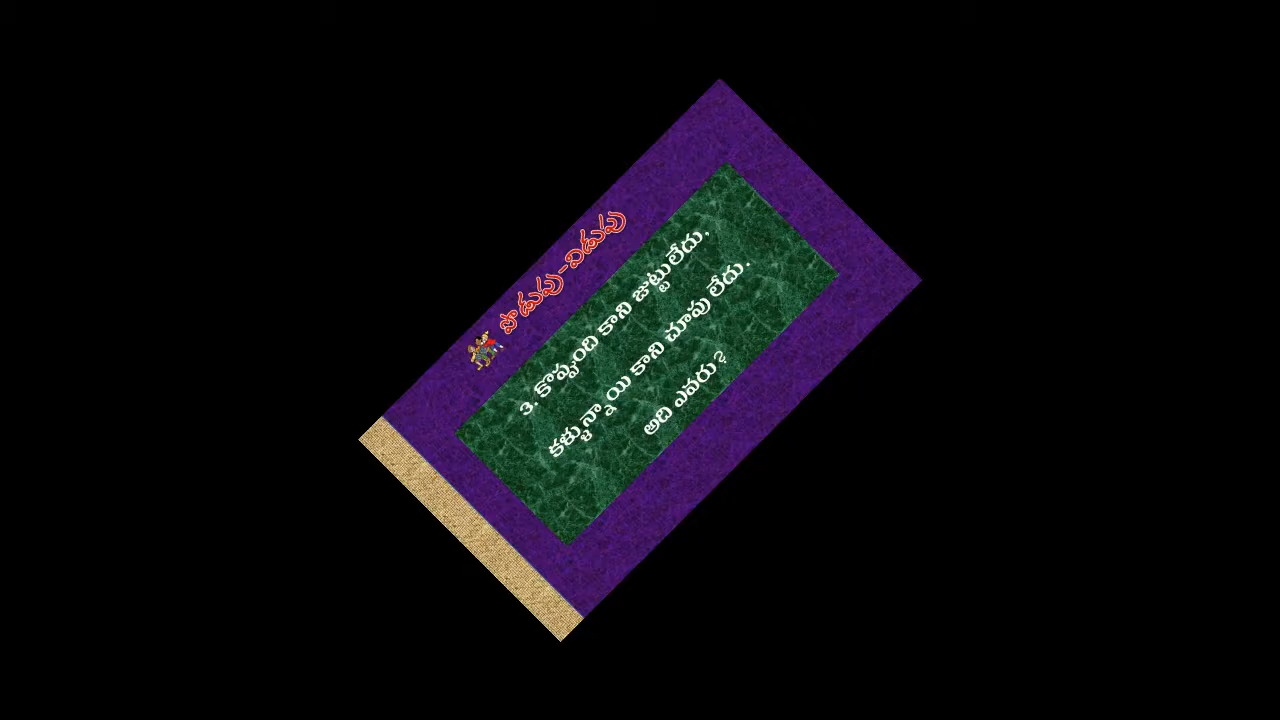 పొడుపు-విడుపు
3. కొప్పుంది కాని జుట్టులేదు.
కళ్ళున్నాయి కాని చూపు లేదు.
అది ఎవరు?